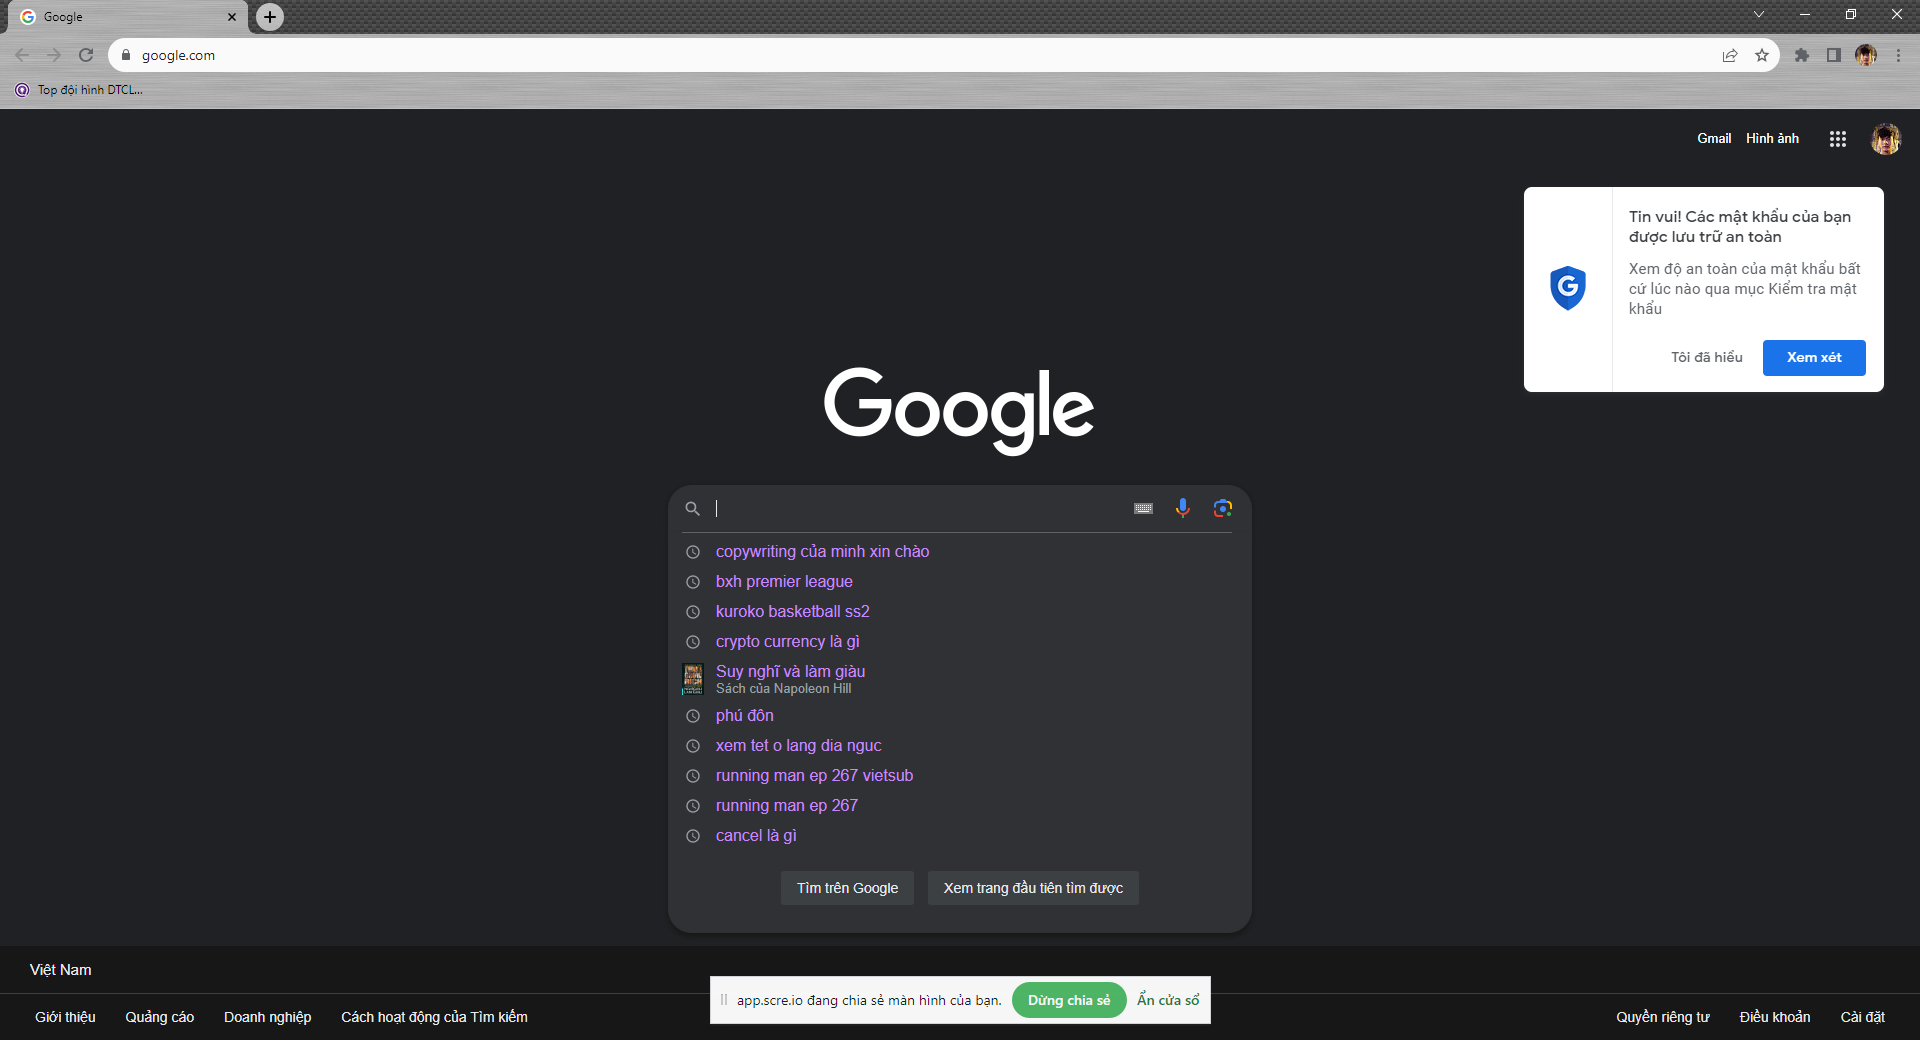 Google
google.com
Top đội hình DTCL...
Gmail Hình ảnh
Tin vui! Các mật khẩu của bạn
được lưu trữ an toàn
Xem độ an toàn của mật khẩu bất
cứ lúc nào qua mục Kiểm tra mật
khẩu
Tôi đã hiểu Xem xét
Google
copywriting của minh xin chào
bxh premier league
kuroko basketball ss2
crypto currency là gì
Suy nghĩ và làm giàu
Sách của Napoleon Hill
phú đôn
xem tet o lang dia nguc
running man ep 267 vietsub
running man ep 267
cancel là gì
Tìm trên Google Xem trang đầu tiên tìm được
Việt Nam
app.scre.io đang chia sẻ màn hình của bạn. Dừng chia sẻ Ẩn cửa sổ
Giới thiệu Quảng cáo Doanh nghiệp Cách hoạt động của Tìm kiếm Quyền riêng tư Điều khoản Cài đặt